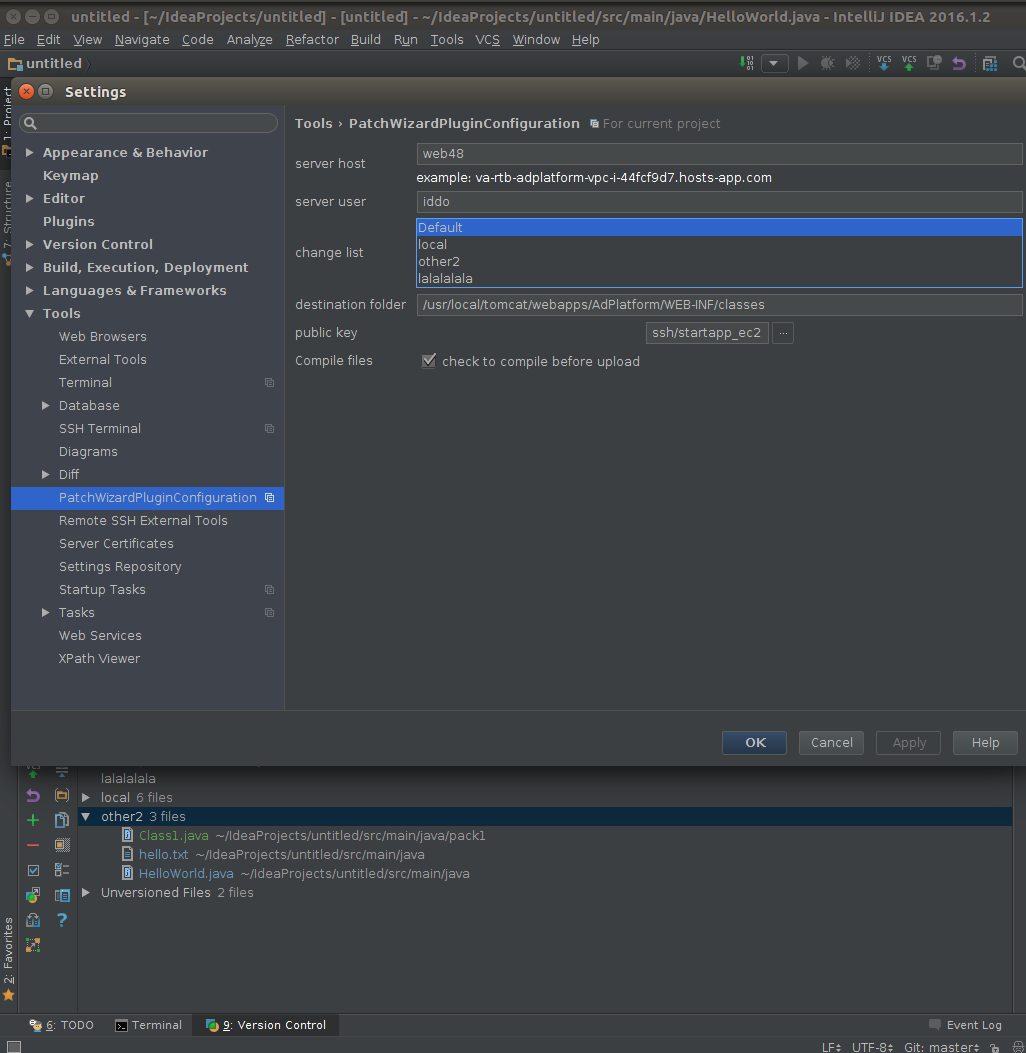 untitled - [~/IdeaProjects/untitled] - [untitled] - ~/IdeaProjects/untitled/src/main/java/HelloWorld.java - IntelliJ IDEA 2016.1.2
File Edit View Navigate Code Analyze Refactor Build Run Tools VCS Window Help
untitled
VCS VCS
Settings
1: Project
7: Structure
Appearance & Behavior
Keymap
Editor
Plugins
Version Control
Build, Execution, Deployment
Languages & Frameworks
Tools
Web Browsers
External Tools
Terminal
Database
SSH Terminal
Diagrams
Diff
PatchWizardPluginConfiguration
Remote SSH External Tools
Server Certificates
Settings Repository
Startup Tasks
Tasks
Web Services
XPath Viewer
Tools › PatchWizardPluginConfiguration For current project
server host web48
example: va-rtb-adplatform-vpc-i-44fcf9d7.hosts-app.com
server user iddo
change list
Default
local
other2
lalalalala
destination folder /usr/local/tomcat/webapps/AdPlatform/WEB-INF/classes
public key ssh/startapp_ec2 ...
Compile files check to compile before upload
OK Cancel Apply Help
lalalalala
local 6 files
other2 3 files
Class1.java ~/IdeaProjects/untitled/src/main/java/pack1
hello.txt ~/IdeaProjects/untitled/src/main/java
HelloWorld.java ~/IdeaProjects/untitled/src/main/java
Unversioned Files 2 files
2: Favorites
6: TODO Terminal 9: Version Control Event Log
LF UTF-8 Git: master